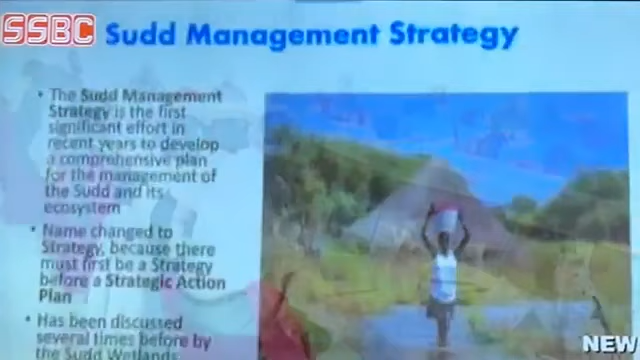 SSBC Sudd Management Strategy
• The Sudd Management
Strategy is the first
significant effort in
recent years to develop
a comprehensive plan
for the management of
the Sudd and its
ecosystem
• Name changed to
Strategy, because there
must first be a Strategy
before a Strategic Action
Plan
• Has been discussed
several times before by
the Sudd Wetlands
NEW